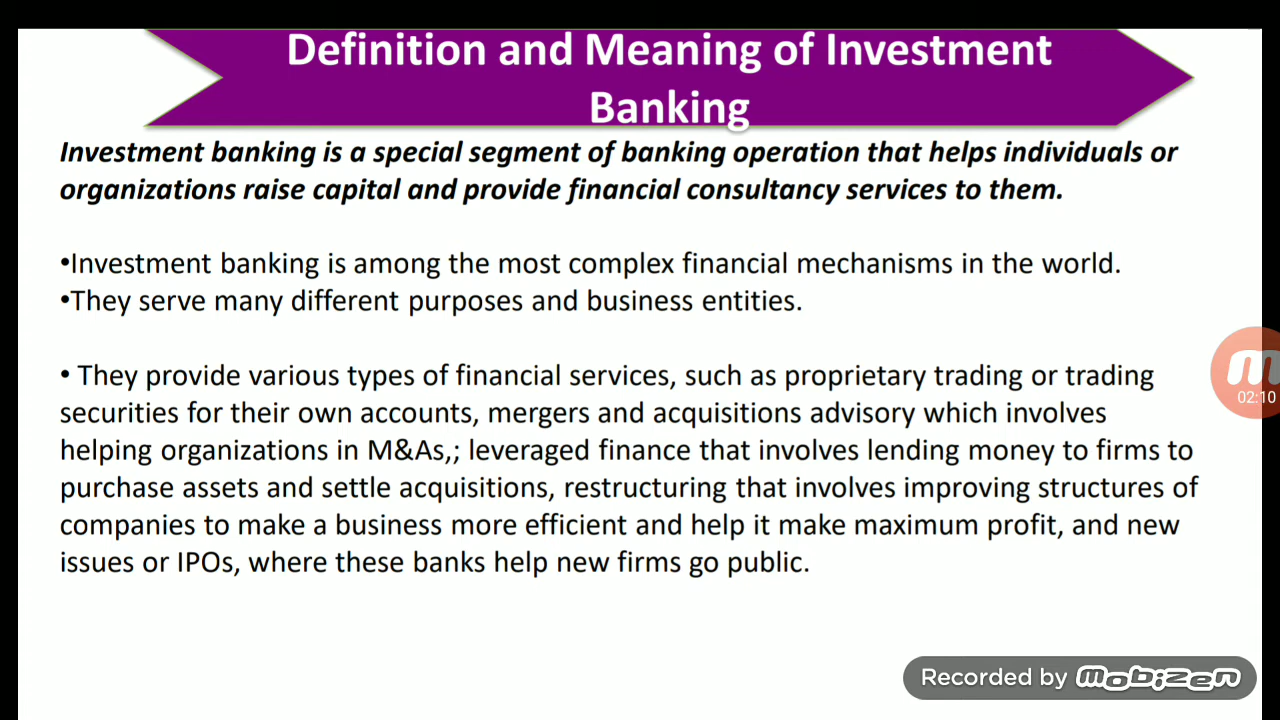 Definition and Meaning of Investment
Banking
Investment banking is a special segment of banking operation that helps individuals or
organizations raise capital and provide financial consultancy services to them.
•Investment banking is among the most complex financial mechanisms in the world.
•They serve many different purposes and business entities.
• They provide various types of financial services, such as proprietary trading or trading
securities for their own accounts, mergers and acquisitions advisory which involves
helping organizations in M&As,; leveraged finance that involves lending money to firms to
purchase assets and settle acquisitions, restructuring that involves improving structures of
companies to make a business more efficient and help it make maximum profit, and new
issues or IPOs, where these banks help new firms go public.
m
02:10
Recorded by mobizen